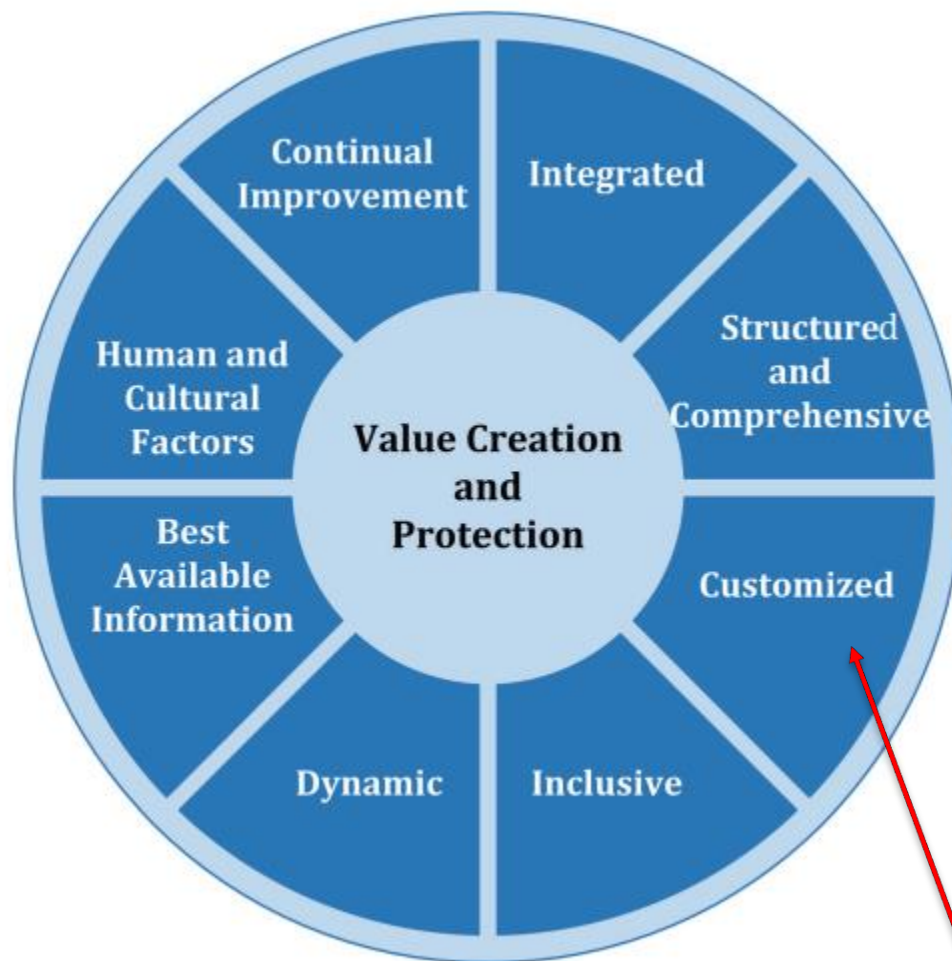 Continual
Improvement
Integrated
Structured
and
Comprehensive
Human and
Cultural
Factors
Value Creation
and
Protection
Best
Available
Information
Customized
Dynamic
Inclusive